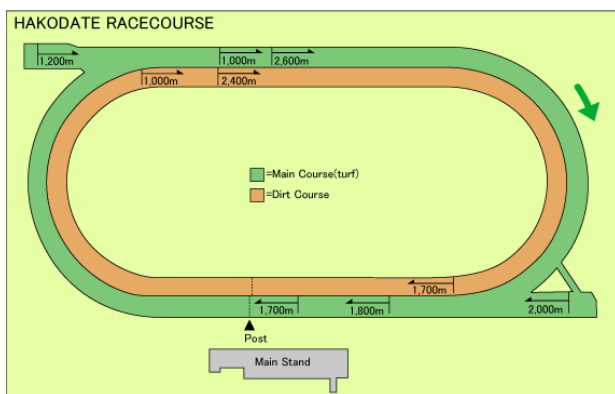 HAKODATE RACECOURSE
1,200m
1,000m
2,600m
1,000m
2,400m
=Main Course(turf)
=Dirt Course
1,700m
1,700m
1,800m
2,000m
Post
Main Stand